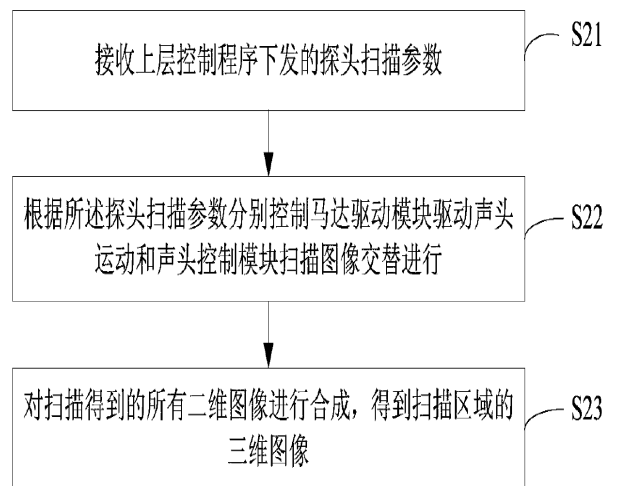 接收上层控制程序下发的探头扫描参数
S21
根据所述探头扫描参数分别控制马达驱动模块驱动声头
运动和声头控制模块扫描图像交替进行
S22
对扫描得到的所有二维图像进行合成，得到扫描区域的
三维图像
S23